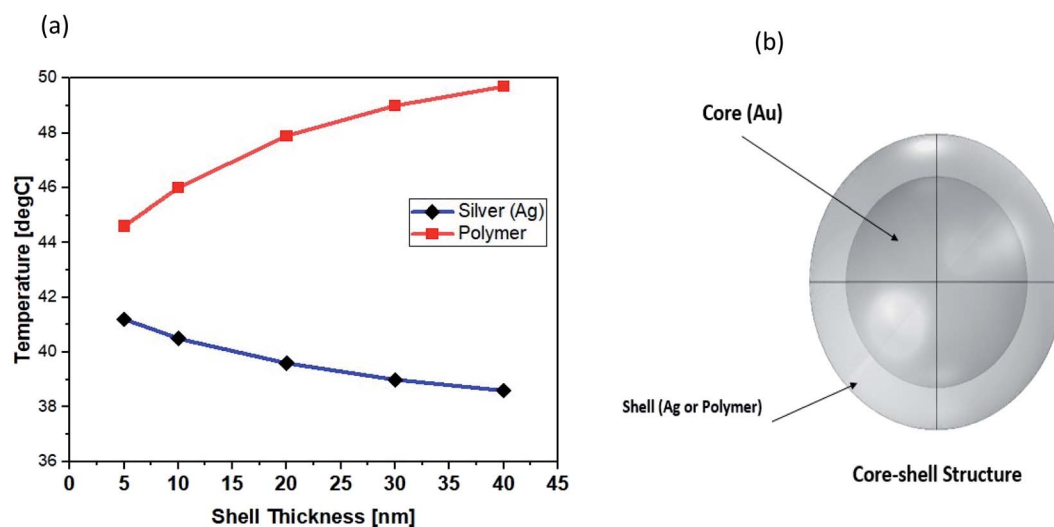 (a)
50
48
46
44
42
40
38
36
0 5 10 15 20 25 30 35 40 45
Temperature [degC]
Shell Thickness [nm]
Silver (Ag)
Polymer
(b)
Core (Au)
Shell (Ag or Polymer)
Core-shell Structure